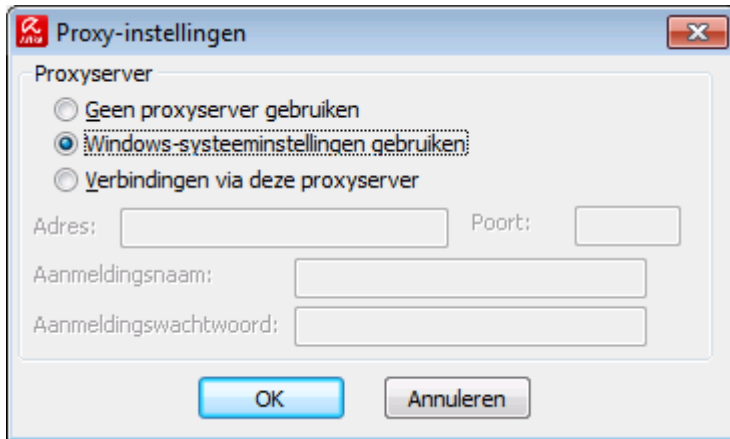 Proxy-instellingen
Proxyserver
Geen proxyserver gebruiken
Windows-systeeminstellingen gebruiken
Verbindingen via deze proxyserver
Adres: Poort:
Aanmeldingsnaam:
Aanmeldingswachtwoord:
OK Annuleren